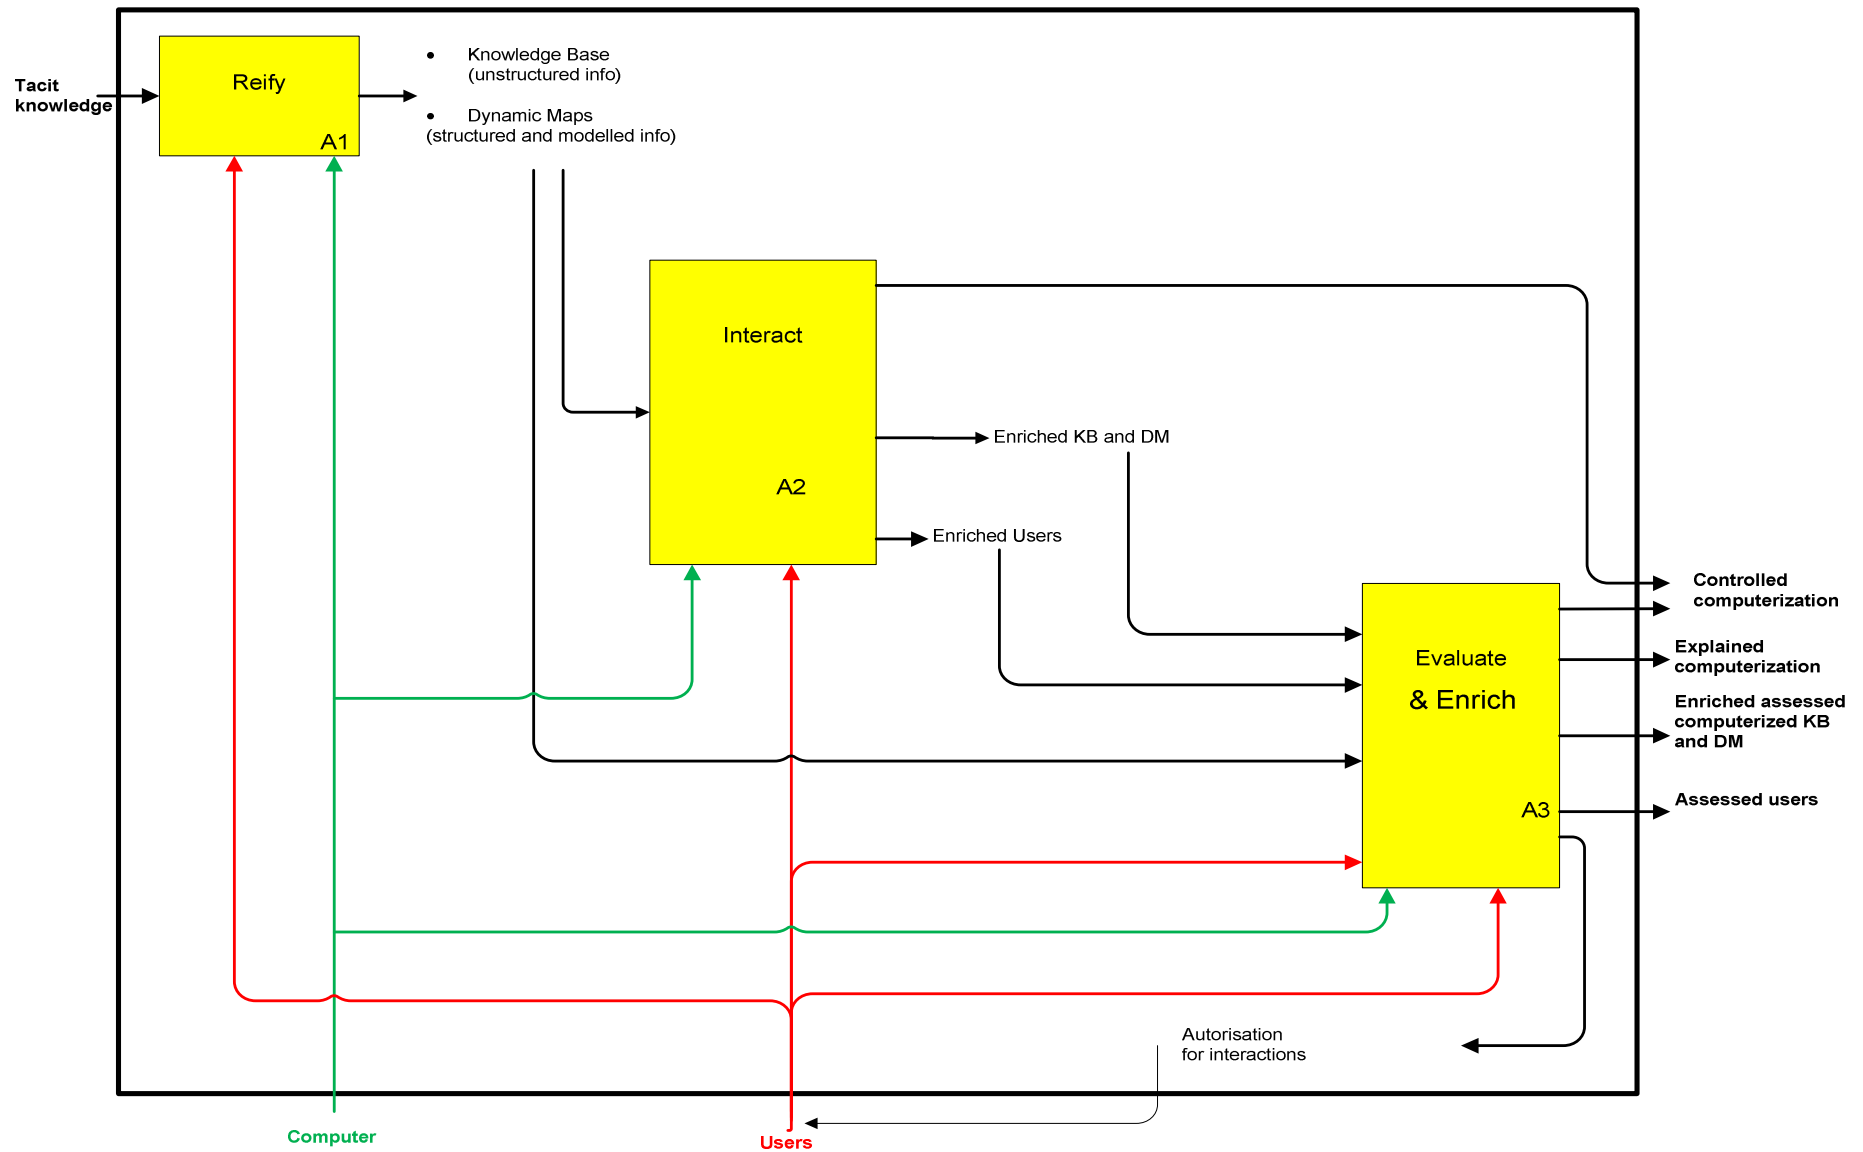 Tacit
knowledge
Reify
A1
• Knowledge Base
(unstructured info)
• Dynamic Maps
(structured and modelled info)
Interact
A2
Enriched KB and DM
Enriched Users
Evaluate
& Enrich
A3
Controlled
computerization
Explained
computerization
Enriched assessed
computerized KB
and DM
Assessed users
Autorisation
for interactions
Computer
Users